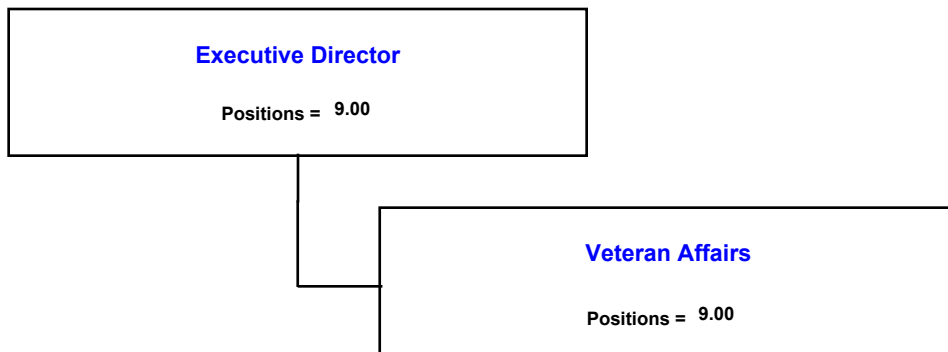 Executive Director
Positions = 9.00
Veteran Affairs
Positions = 9.00